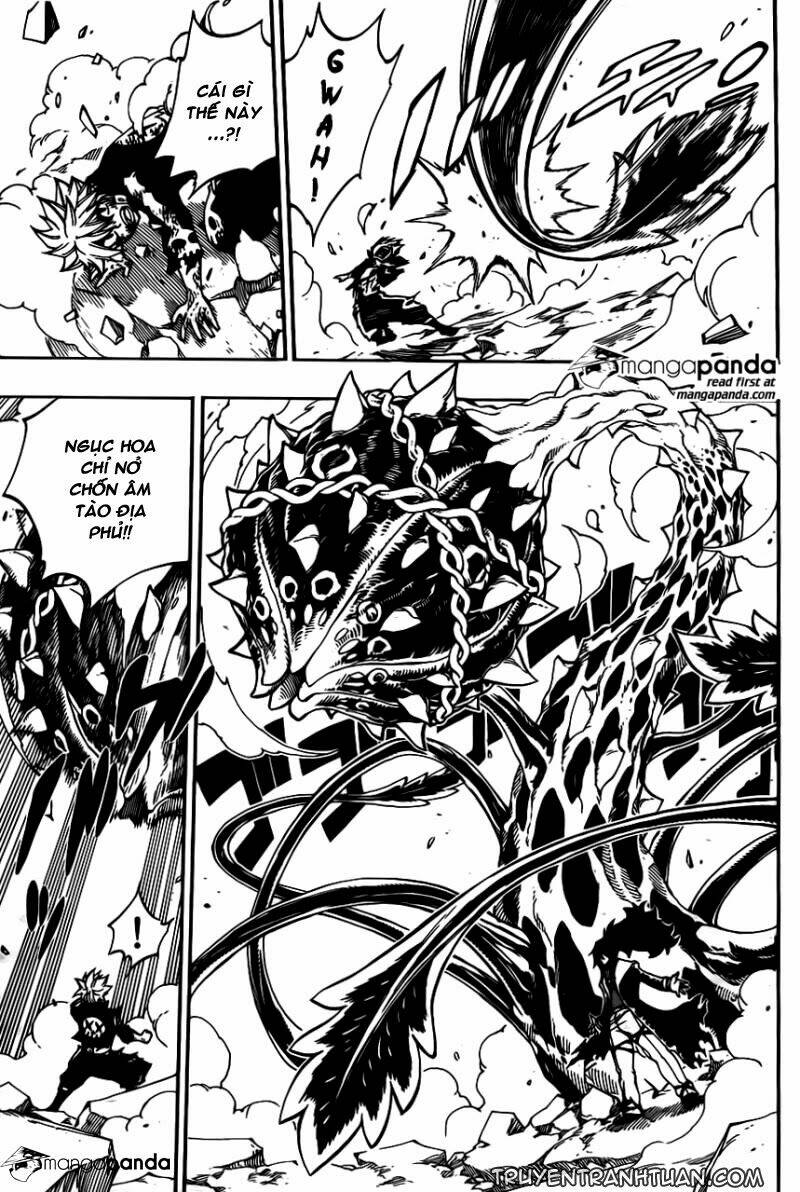 GWAH!
CÁI GÌ
THẾ NÀY
...?!
mangapanda
read first at
mangapanda.com
NGỤC HOA
CHỈ NỞ
CHỐN ÂM
TÀO ĐỊA
PHỦ!!
!
mangapanda
TRUYENTRANHTUAN.COM